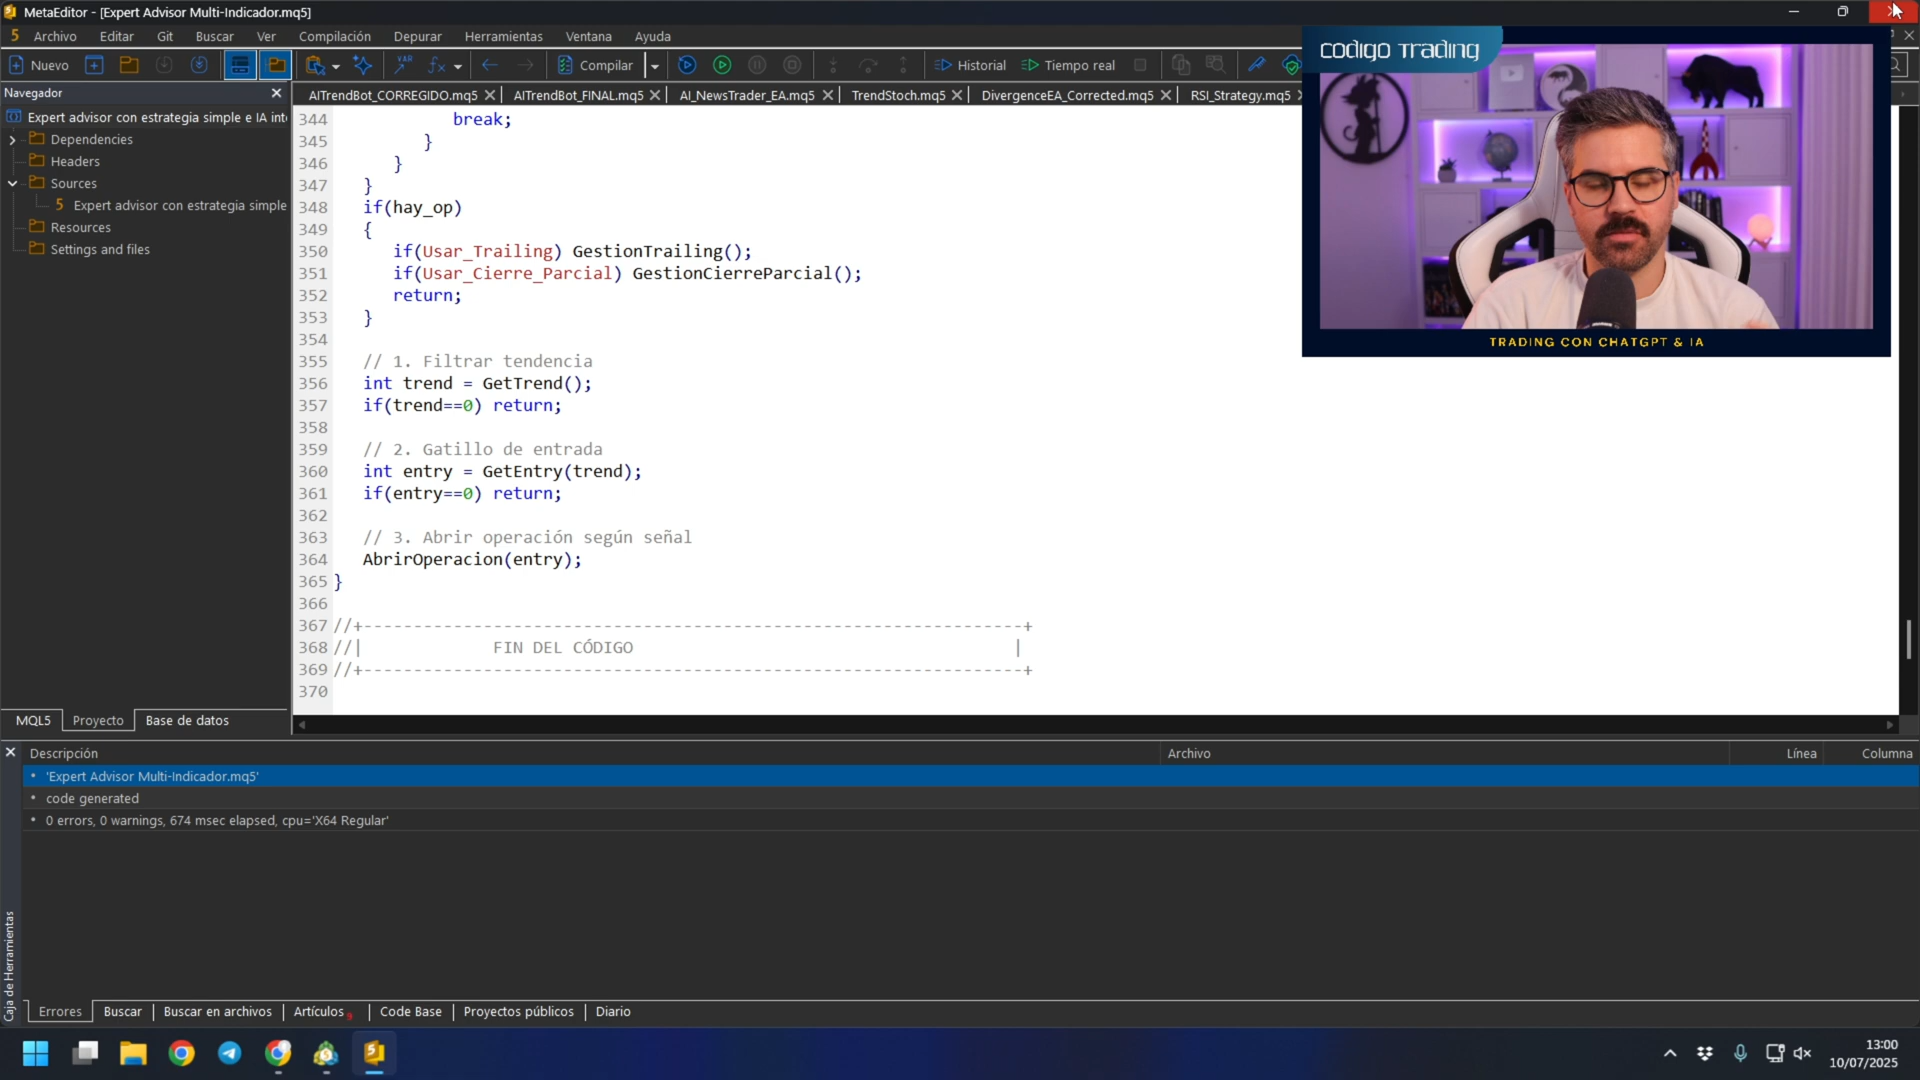 MetaEditor - [Expert Advisor Multi-Indicador.mq5]
5 Archivo Editar Git Buscar Ver Compilación Depurar Herramientas Ventana Ayuda
Nuevo Compilar Historial Tiempo real
VAR
codigo Trading
TRADING CON CHATGPT & IA
Navegador
Expert advisor con estrategia simple e IA int
Dependencies
Headers
Sources
5 Expert advisor con estrategia simple
Resources
Settings and files
MQL5 Proyecto Base de datos
AITrendBot_CORREGIDO.mq5 AITrendBot_FINAL.mq5 AI_NewsTrader_EA.mq5 TrendStoch.mq5 DivergenceEA_Corrected.mq5 RSI_Strategy.mq5
344 break;
345 }
346 }
347 }
348 if(hay_op)
349 {
350 if(Usar_Trailing) GestionTrailing();
351 if(Usar_Cierre_Parcial) GestionCierreParcial();
352 return;
353 }
354
355 // 1. Filtrar tendencia
356 int trend = GetTrend();
357 if(trend==0) return;
358
359 // 2. Gatillo de entrada
360 int entry = GetEntry(trend);
361 if(entry==0) return;
362
363 // 3. Abrir operación según señal
364 AbrirOperacion(entry);
365 }
366
367 //+------------------------------------------------------------------+
368 //| FIN DEL CÓDIGO |
369 //+------------------------------------------------------------------+
370
Descripción Archivo Línea Columna
• 'Expert Advisor Multi-Indicador.mq5'
• code generated
• 0 errors, 0 warnings, 674 msec elapsed, cpu='X64 Regular'
Caja de Herramientas
Errores Buscar Buscar en archivos Artículos Code Base Proyectos públicos Diario
13:00
10/07/2025